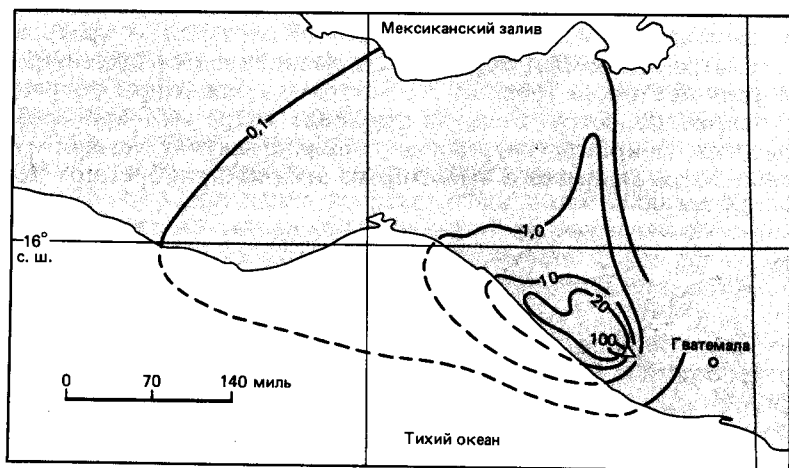 Мексиканский залив
0,1
1,0
16°
с. ш.
10
20
100
Гватемала
0 70 140 миль
Тихий океан